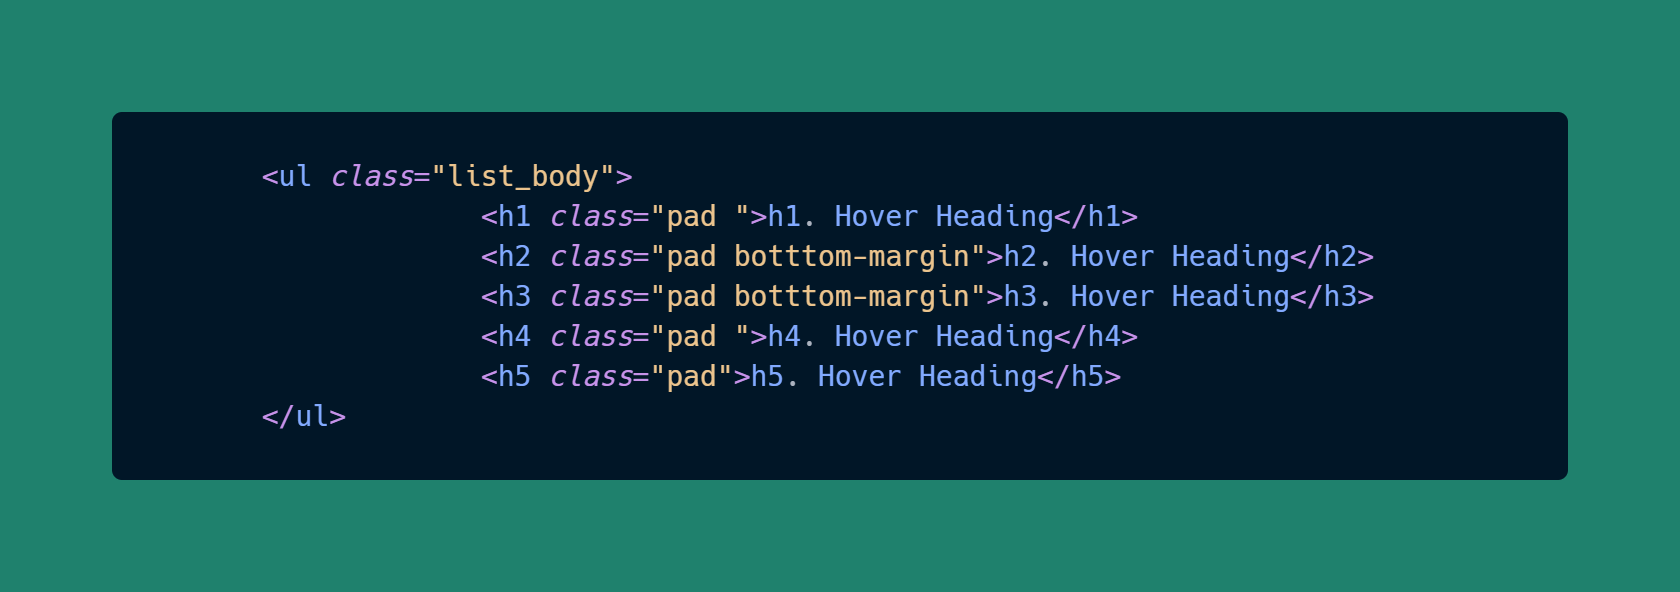 <ul class="list_body">
<h1 class="pad ">h1. Hover Heading</h1>
<h2 class="pad botttom-margin">h2. Hover Heading</h2>
<h3 class="pad botttom-margin">h3. Hover Heading</h3>
<h4 class="pad ">h4. Hover Heading</h4>
<h5 class="pad">h5. Hover Heading</h5>
</ul>